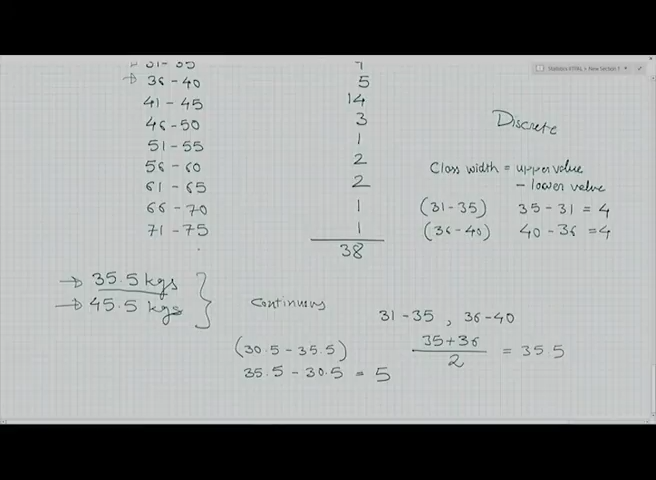 31-35
36-40 5
41-45 14
46-50 3
51-55 1
56-60 2
61-65 2
66-70 1
71-75 1
38
Discrete
Class width = upper value
- lower value
(31-35) 35-31 = 4
(36-40) 40-36 = 4
35.5 kgs
45.5 kgs
Continuous
(30.5-35.5)
35.5-30.5 = 5
31-35 , 36-40
35+36
2
= 35.5